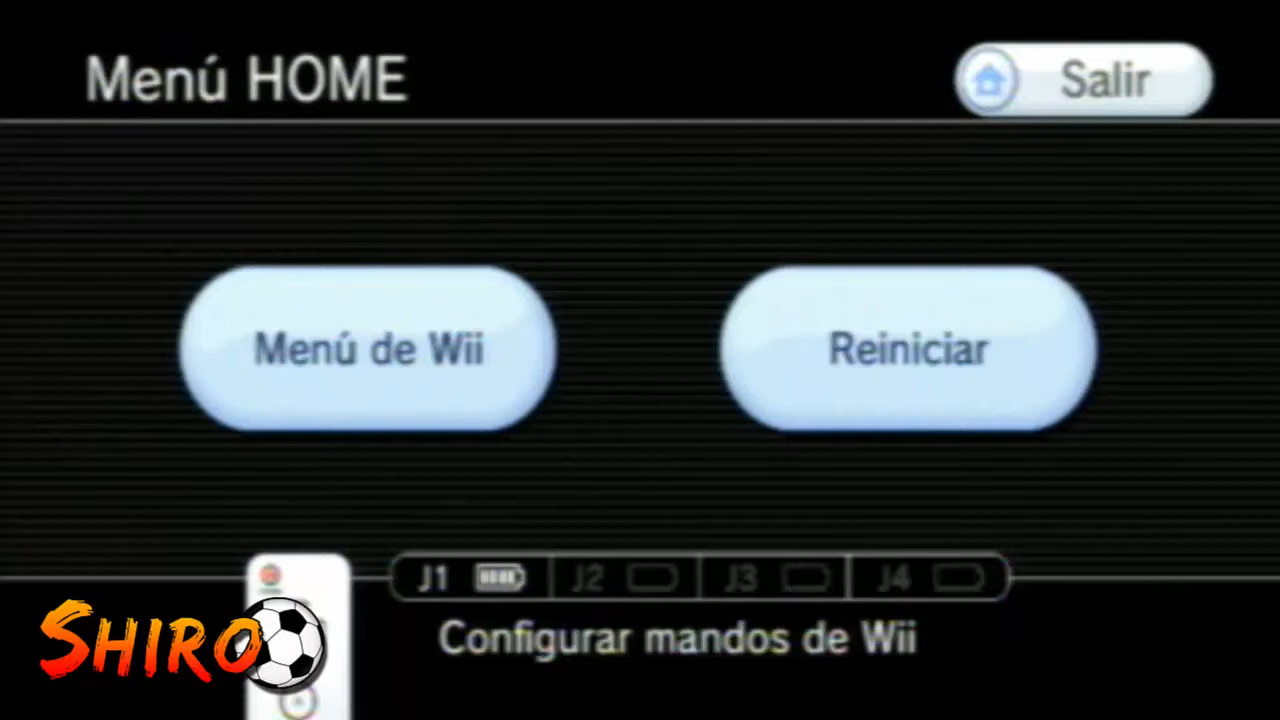 Menú HOME
Salir
Menú de Wii
Reiniciar
J1 J2 J3 J4
Configurar mandos de Wii
SHIRO